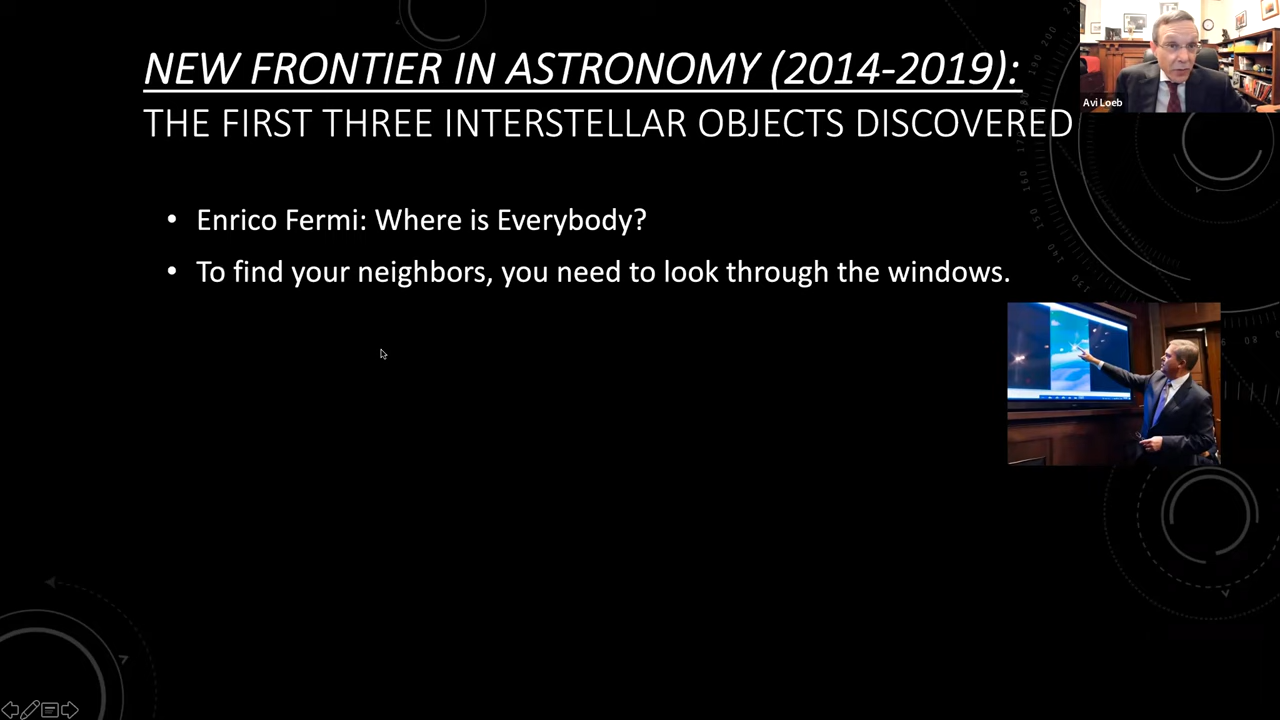 NEW FRONTIER IN ASTRONOMY (2014-2019):
THE FIRST THREE INTERSTELLAR OBJECTS DISCOVERED
Avi Loeb
• Enrico Fermi: Where is Everybody?
• To find your neighbors, you need to look through the windows.